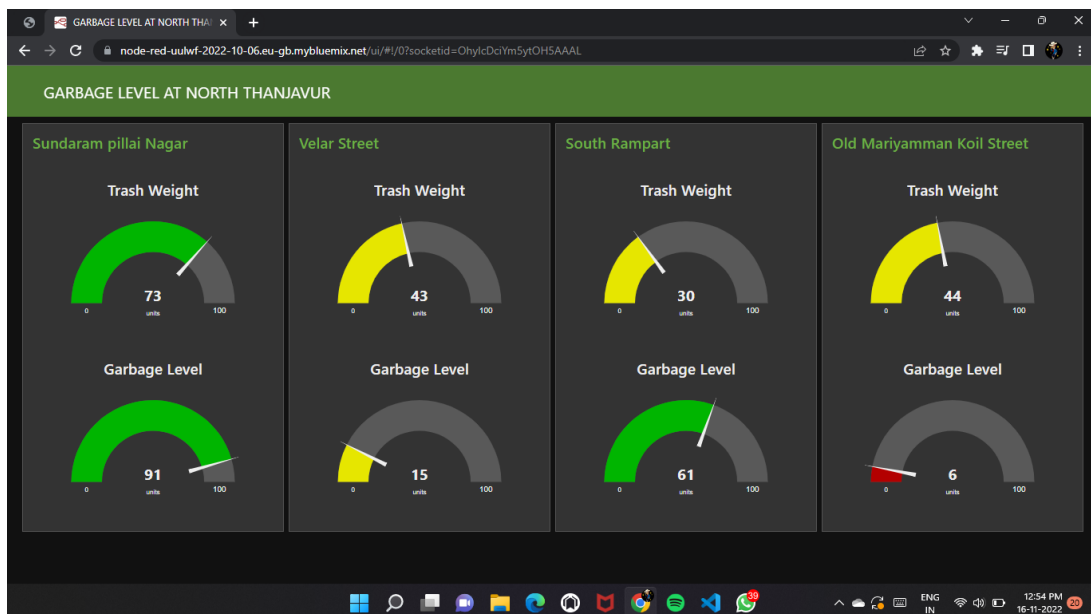 GARBAGE LEVEL AT NORTH THA
node-red-uulwf-2022-10-06.eu-gb.mybluemix.net/ui/#!/0?socketid=OhylcDciYm5ytOH5AAAL
GARBAGE LEVEL AT NORTH THANJAVUR
Sundaram pillai Nagar
Trash Weight
73
0 units 100
Garbage Level
91
0 units 100
Velar Street
Trash Weight
43
0 units 100
Garbage Level
15
0 units 100
South Rampart
Trash Weight
30
0 units 100
Garbage Level
61
0 units 100
Old Mariyamman Koil Street
Trash Weight
44
0 units 100
Garbage Level
6
0 units 100
39
ENG
IN
12:54 PM
16-11-2022
20